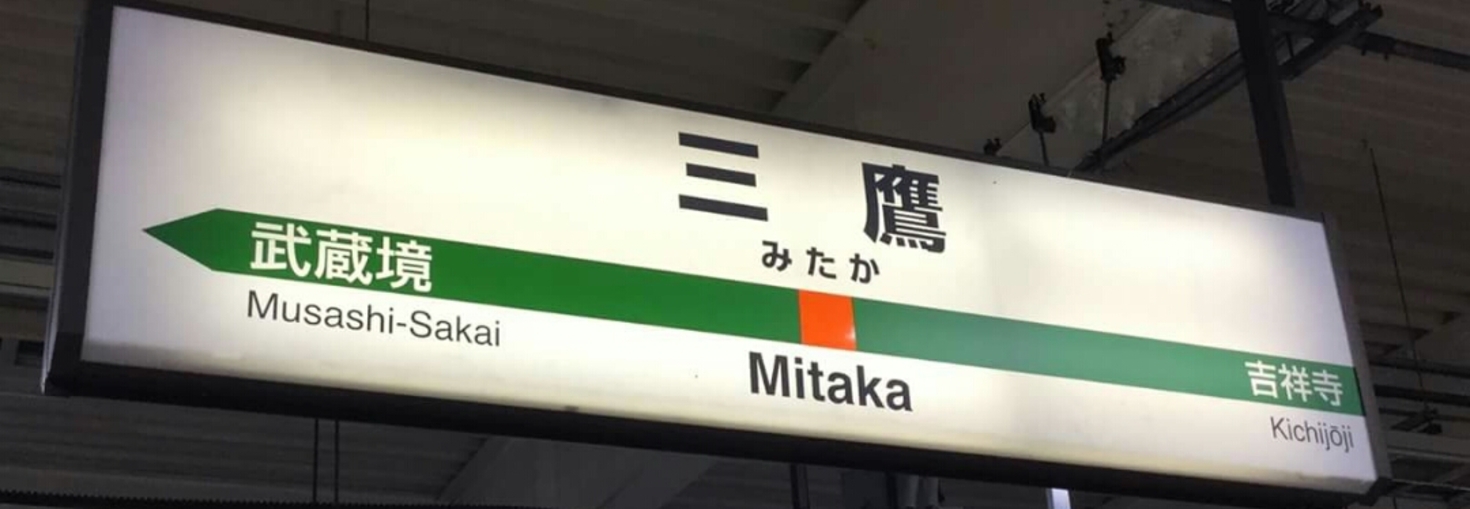 三鷹
みたか
武蔵境
吉祥寺
Musashi-Sakai
Mitaka
Kichijōji